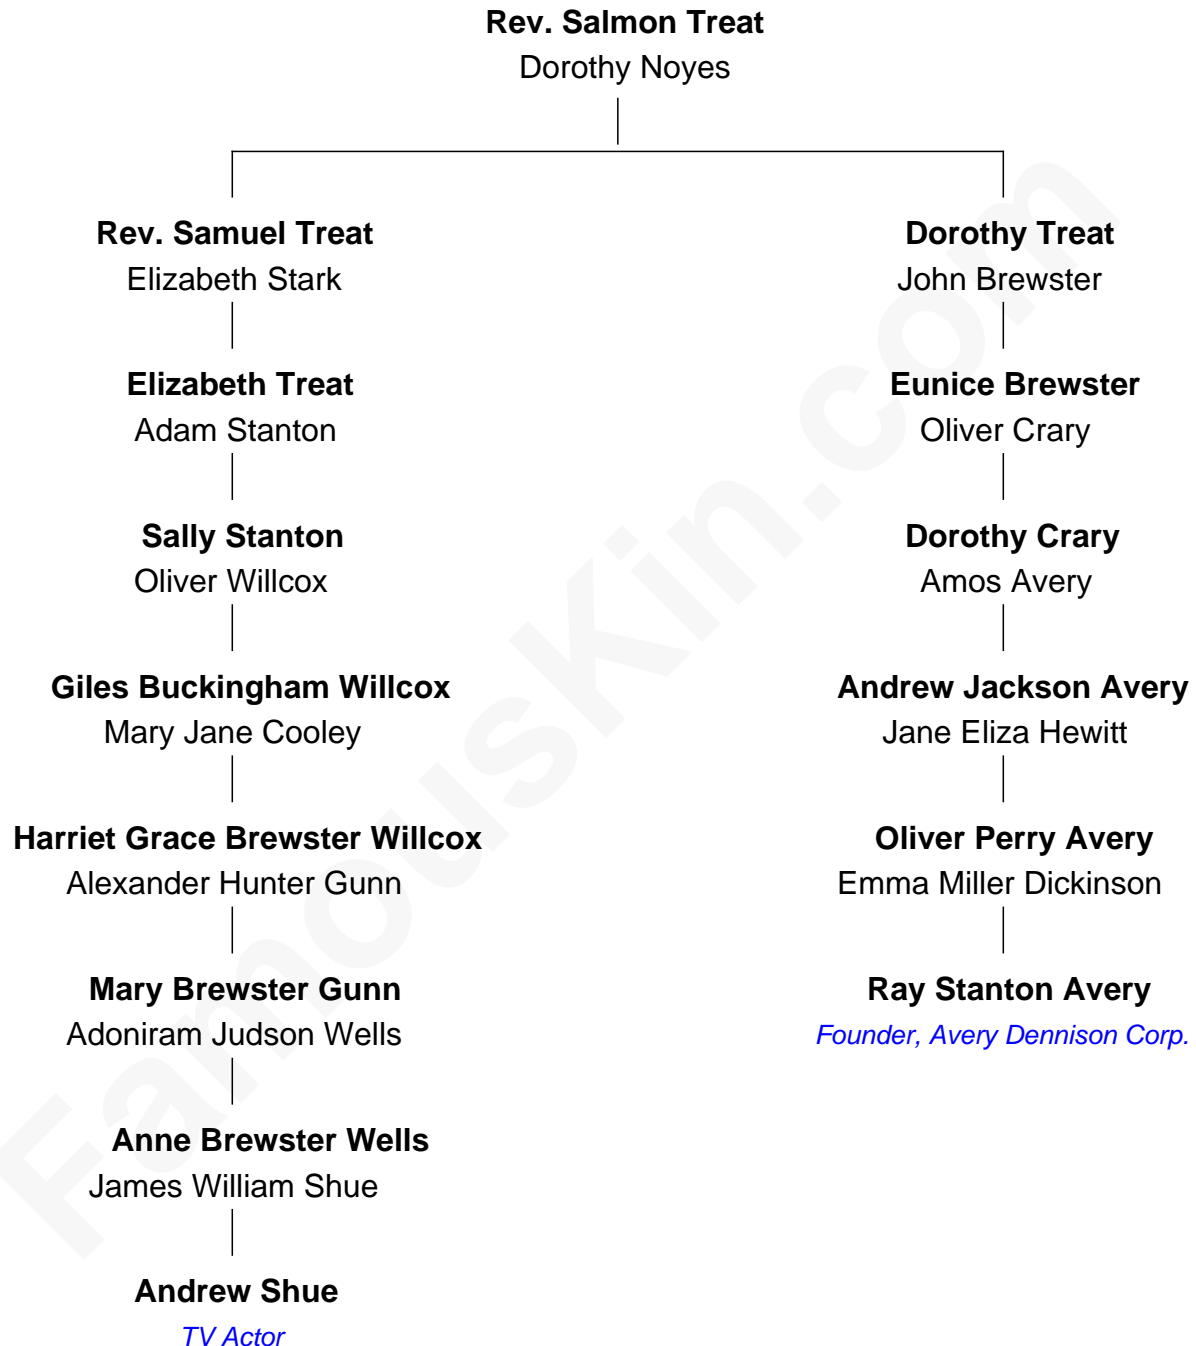 Rev. Salmon Treat
Dorothy Noyes
Rev. Samuel Treat
Elizabeth Stark
Dorothy Treat
John Brewster
Elizabeth Treat
Adam Stanton
Eunice Brewster
Oliver Crary
Sally Stanton
Oliver Willcox
Dorothy Crary
Amos Avery
Giles Buckingham Willcox
Mary Jane Cooley
Andrew Jackson Avery
Jane Eliza Hewitt
Harriet Grace Brewster Willcox
Alexander Hunter Gunn
Oliver Perry Avery
Emma Miller Dickinson
Mary Brewster Gunn
Adoniram Judson Wells
Ray Stanton Avery
Founder, Avery Dennison Corp.
Anne Brewster Wells
James William Shue
Andrew Shue
TV Actor
FamousKin.com